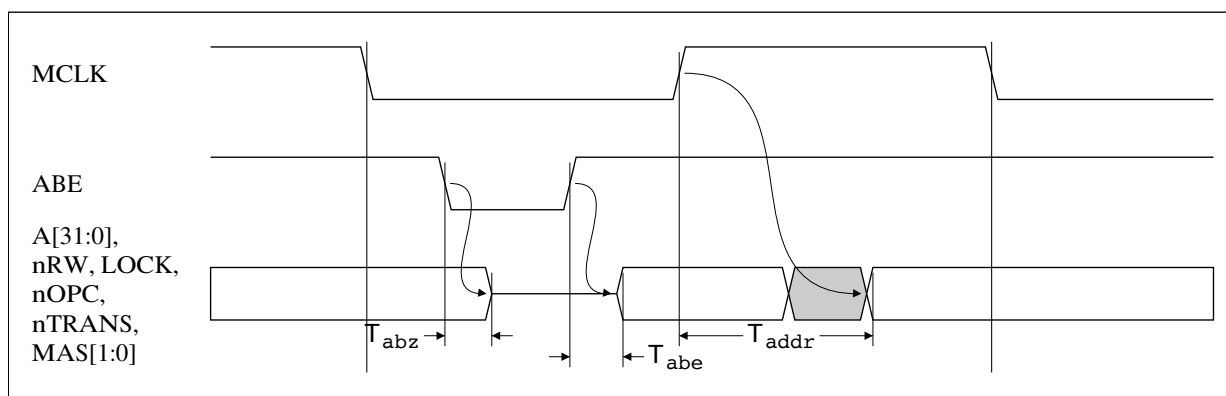 MCLK
ABE
A[31:0],
nRW, LOCK,
nOPC,
nTRANS,
MAS[1:0]
Tabz
Tabe
Taddr